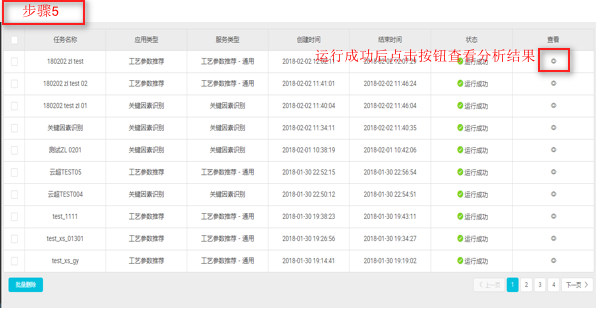 步骤5
任务名称 应用类型 服务类型 创建时间 结束时间 状态 查看
运行成功后点击按钮查看分析结果
180202 zl test 工艺参数推荐 工艺参数推荐 - 通用 运行成功
180202 zl test 02 工艺参数推荐 工艺参数推荐 - 通用 2018-02-02 11:41:01 2018-02-02 11:46:24 运行成功
180202 test zl 01 关键因素识别 关键因素识别 2018-02-02 11:40:04 2018-02-02 11:46:04 运行成功
关键因素识别 关键因素识别 关键因素识别 2018-02-02 11:34:11 2018-02-02 11:40:35 运行成功
测试ZL 0201 关键因素识别 关键因素识别 2018-02-01 10:38:19 2018-02-01 10:42:06 运行成功
云超TEST05 工艺参数推荐 工艺参数推荐 - 通用 2018-01-30 22:52:15 2018-01-30 22:56:54 运行成功
云超TEST004 关键因素识别 关键因素识别 2018-01-30 22:50:12 2018-01-30 22:54:51 运行成功
test_1111 工艺参数推荐 工艺参数推荐 - 通用 2018-01-30 19:38:23 2018-01-30 19:43:11 运行成功
test_xs_01301 工艺参数推荐 工艺参数推荐 - 通用 2018-01-30 19:26:56 2018-01-30 19:34:27 运行成功
test_xs_gy 工艺参数推荐 工艺参数推荐 - 通用 2018-01-30 19:14:41 2018-01-30 19:19:02 运行成功
批量删除 上一页 1 2 3 4 下一页